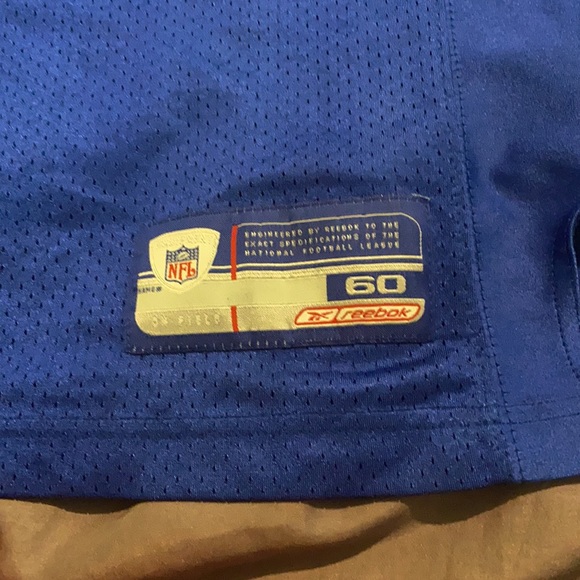 ENGINEERED BY REEBOK TO THE
EXACT SPECIFICATIONS OF THE
NATIONAL FOOTBALL LEAGUE
NFL
60
ON FIELD
Reebok